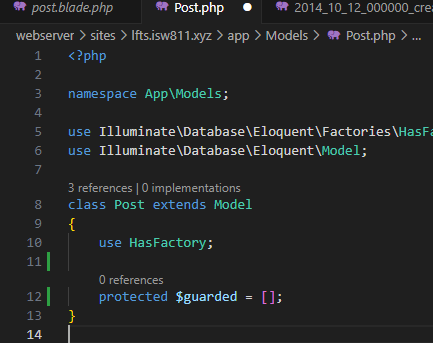 post.blade.php Post.php 2014_10_12_000000_crea
webserver > sites > lfts.isw811.xyz > app > Models > Post.php > ...
1 <?php
2
3 namespace App\Models;
4
5 use Illuminate\Database\Eloquent\Factories\HasFa
6 use Illuminate\Database\Eloquent\Model;
7
3 references | 0 implementations
8 class Post extends Model
9 {
10 use HasFactory;
11
0 references
12 protected $guarded = [];
13 }
14